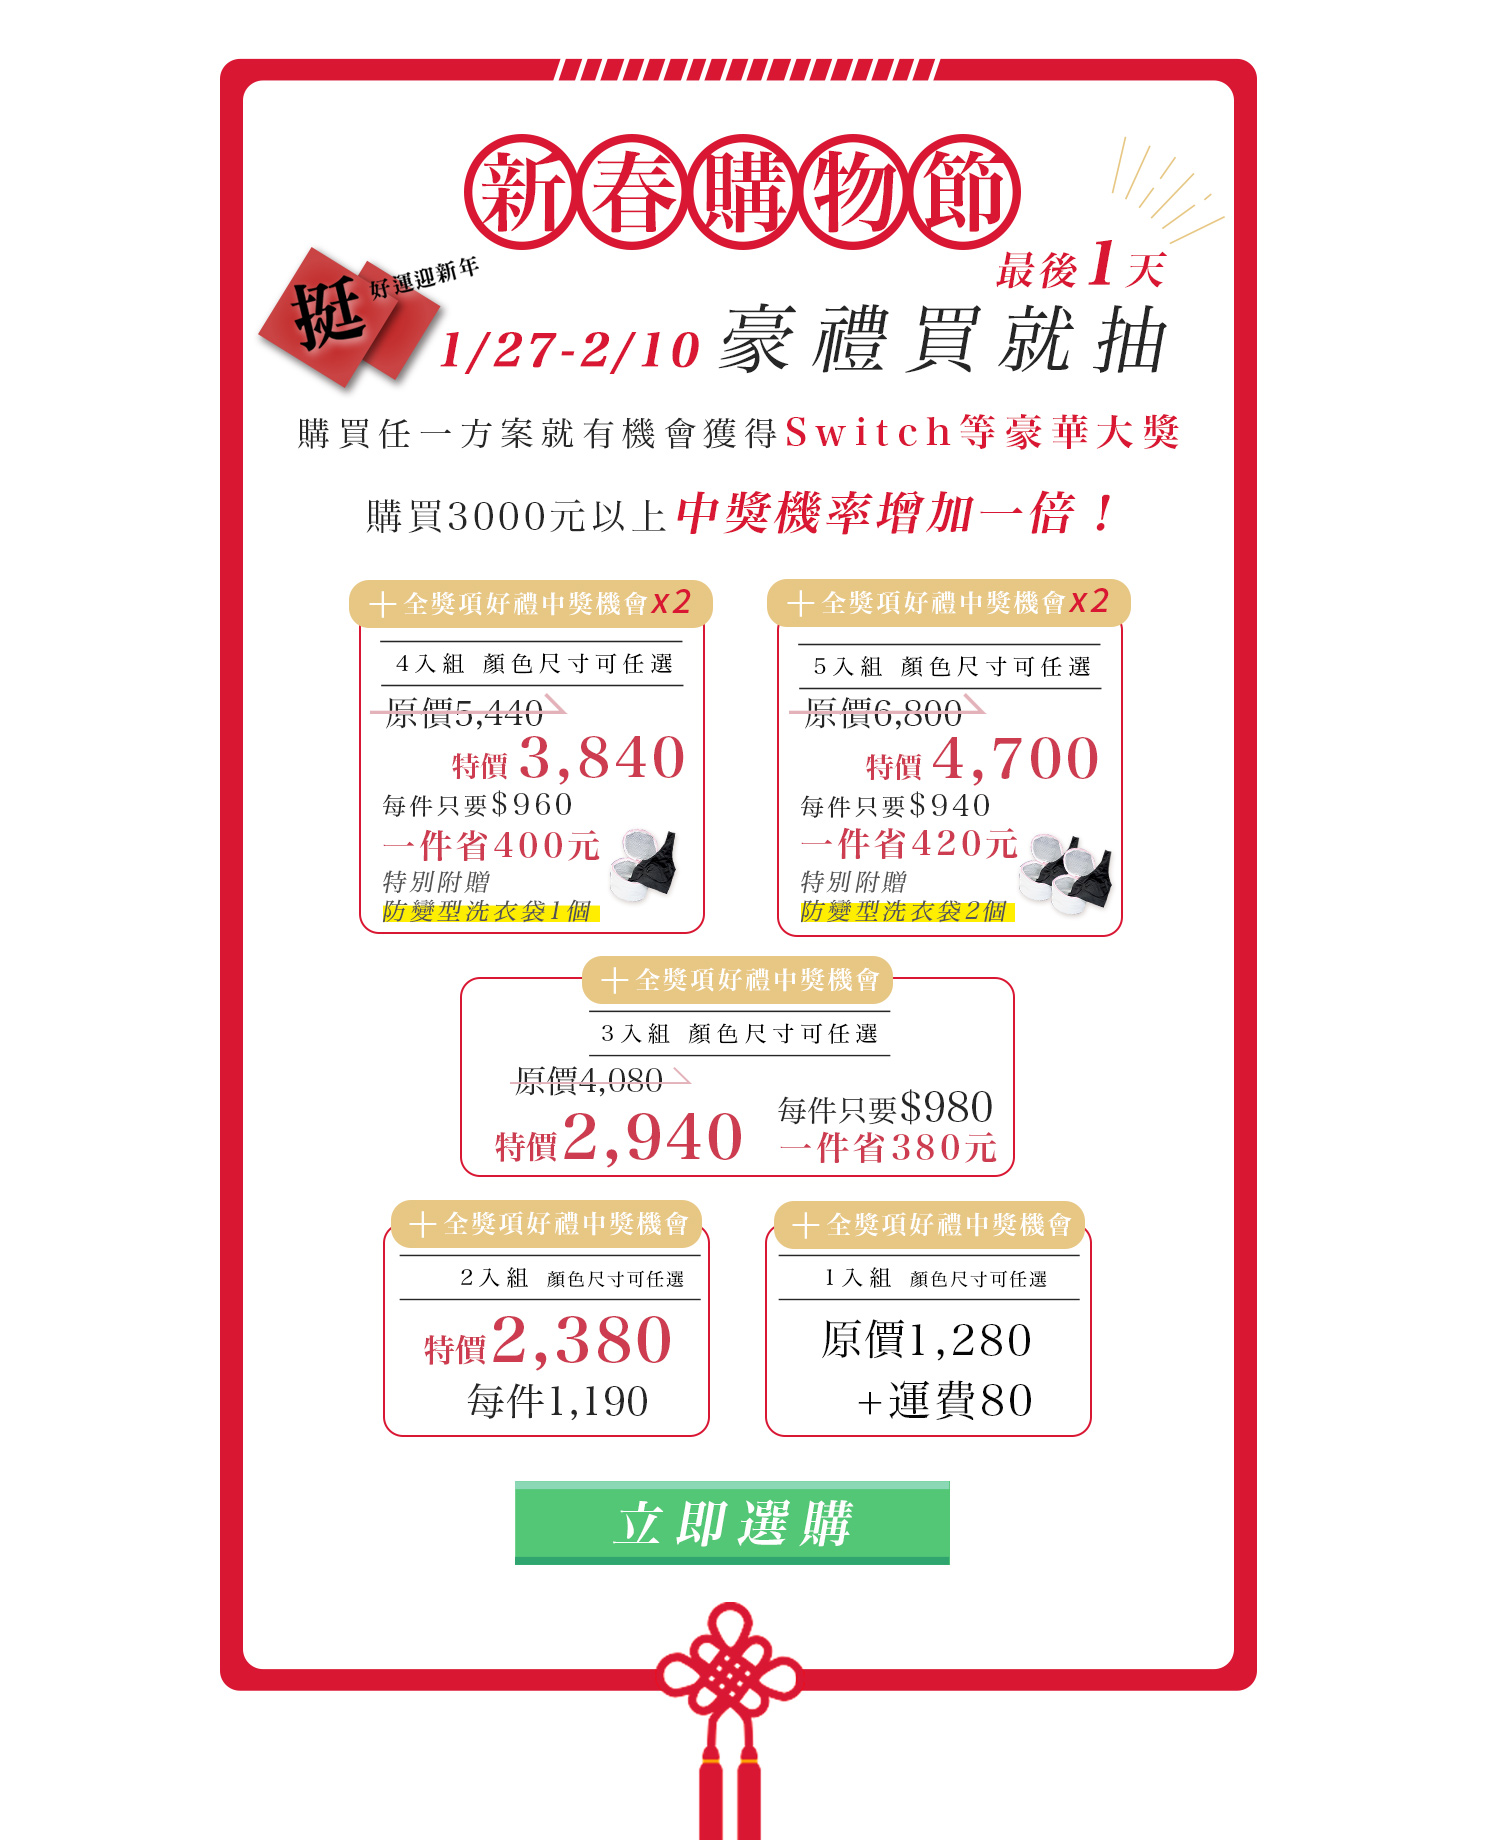 新春購物節
最後1天
挺
好運迎新年
1/27-2/10 豪禮買就抽
購買任一方案就有機會獲得Switch等豪華大獎
購買3000元以上中獎機率增加一倍！
＋全獎項好禮中獎機會x2
4入組 顏色尺寸可任選
原價5,440
特價 3,840
每件只要$960
一件省400元
特別附贈
防變型洗衣袋1個
＋全獎項好禮中獎機會x2
5入組 顏色尺寸可任選
原價6,800
特價 4,700
每件只要$940
一件省420元
特別附贈
防變型洗衣袋2個
＋全獎項好禮中獎機會
3入組 顏色尺寸可任選
原價4,080
特價2,940
每件只要$980
一件省380元
＋全獎項好禮中獎機會
2入組 顏色尺寸可任選
特價2,380
每件1,190
＋全獎項好禮中獎機會
1入組 顏色尺寸可任選
原價1,280
+運費80
立即選購